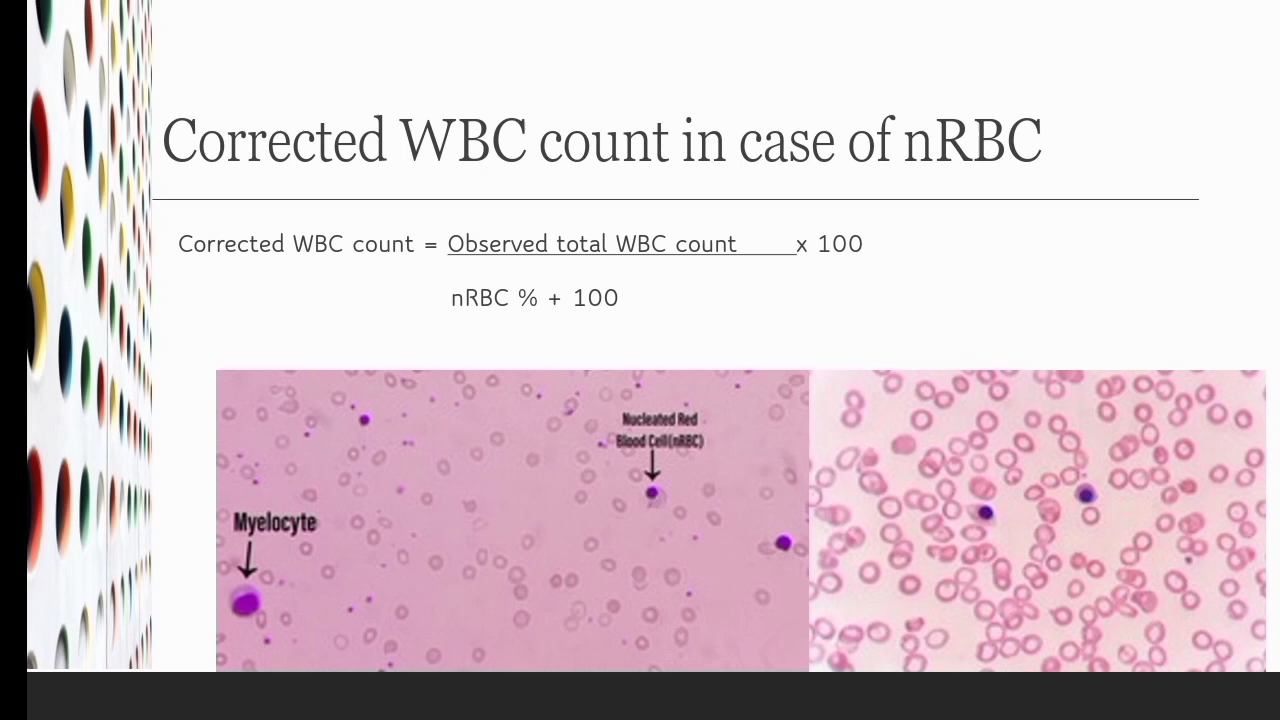 Corrected WBC count in case of nRBC
Corrected WBC count = Observed total WBC count x 100
nRBC % + 100
Nucleated Red
Blood Cell(nRBC)
Myelocyte